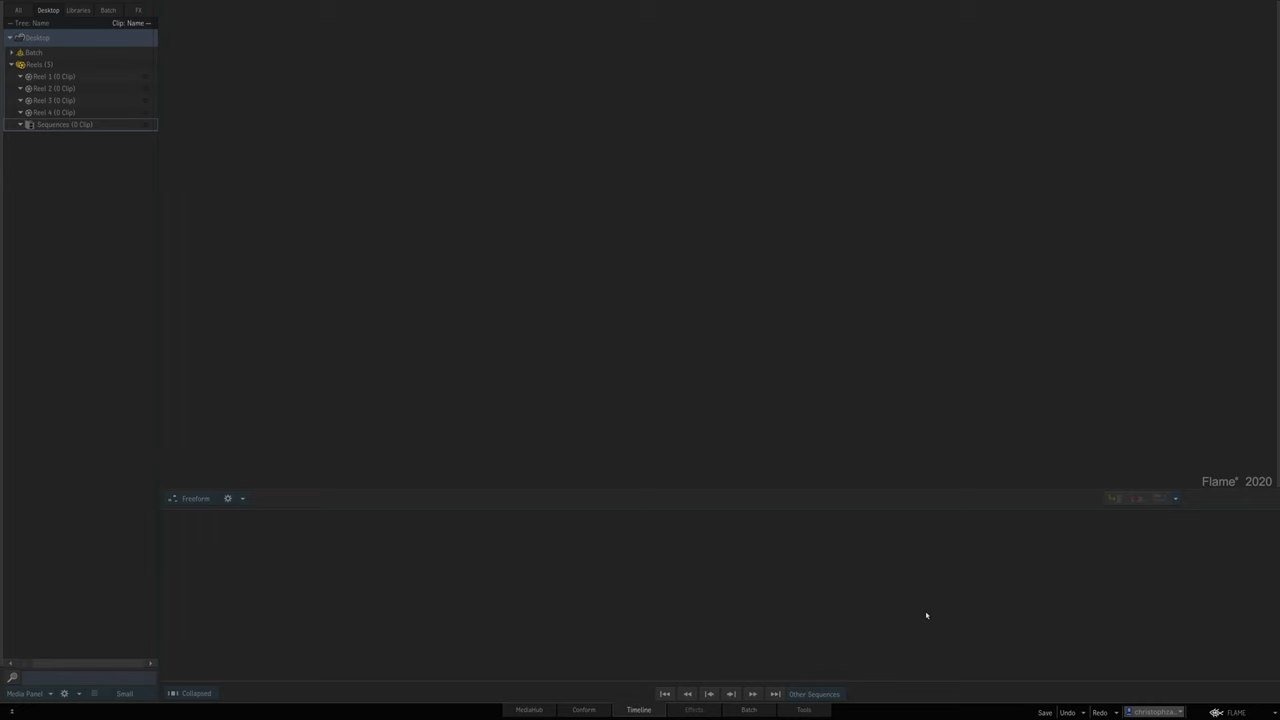 All Desktop Libraries Batch FX
Tree: Name Clip: Name
Desktop
Batch
Reels (5)
Reel 1 (0 Clip)
Reel 2 (0 Clip)
Reel 3 (0 Clip)
Reel 4 (0 Clip)
Sequences (0 Clip)
Flame® 2020
Freeform
Media Panel Small
Collapsed Other Sequences
MediaHub Conform Timeline Effects Batch Tools
Save Undo Redo christophza... FLAME